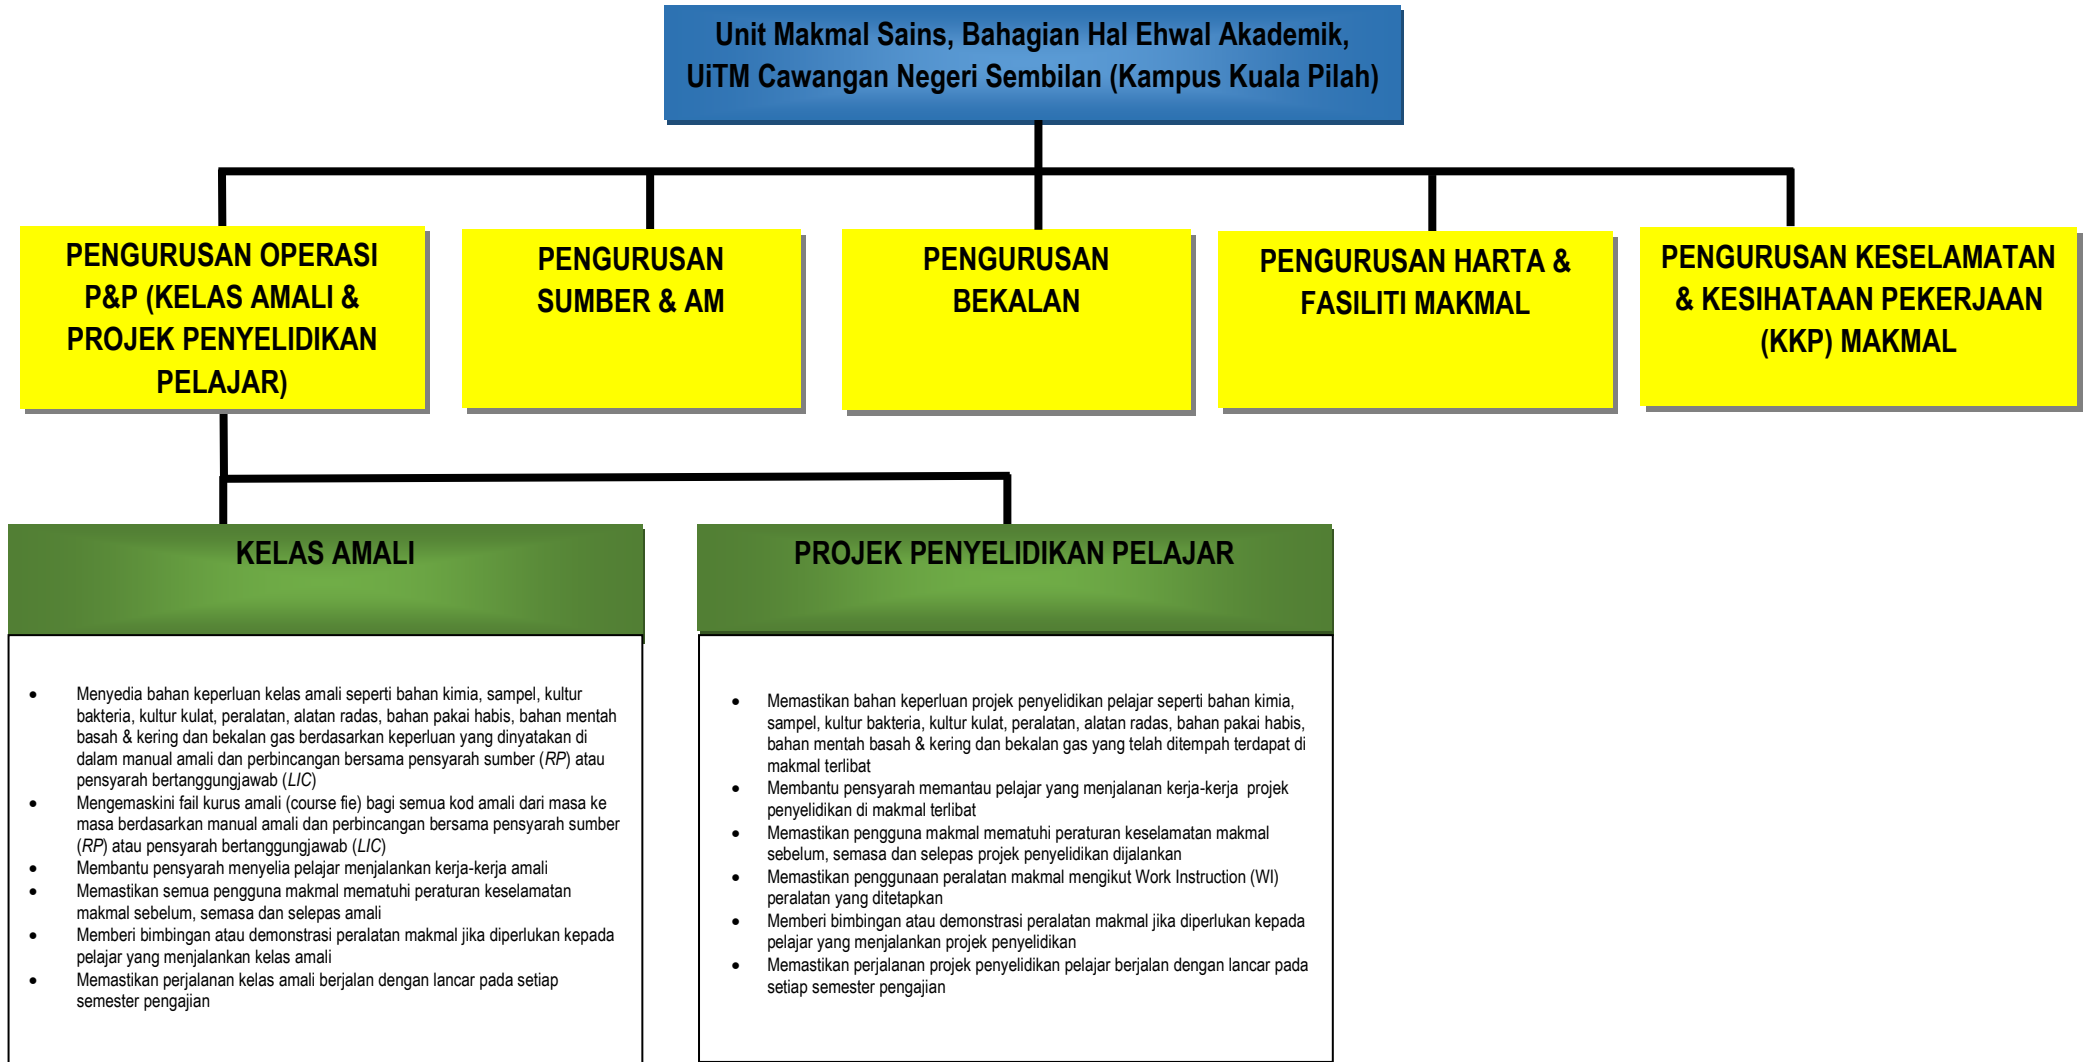 Unit Makmal Sains, Bahagian Hal Ehwal Akademik,
UiTM Cawangan Negeri Sembilan (Kampus Kuala Pilah)
PENGURUSAN OPERASI
P&P (KELAS AMALI &
PROJEK PENYELIDIKAN
PELAJAR)
PENGURUSAN
SUMBER & AM
PENGURUSAN
BEKALAN
PENGURUSAN HARTA &
FASILITI MAKMAL
PENGURUSAN KESELAMATAN
& KESIHATAAN PEKERJAAN
(KKP) MAKMAL
KELAS AMALI
• Menyedia bahan keperluan kelas amali seperti bahan kimia, sampel, kultur
bakteria, kultur kulat, peralatan, alatan radas, bahan pakai habis, bahan mentah
basah & kering dan bekalan gas berdasarkan keperluan yang dinyatakan di
dalam manual amali dan perbincangan bersama pensyarah sumber (RP) atau
pensyarah bertanggungjawab (LIC)
• Mengemaskini fail kurus amali (course fie) bagi semua kod amali dari masa ke
masa berdasarkan manual amali dan perbincangan bersama pensyarah sumber
(RP) atau pensyarah bertanggungjawab (LIC)
• Membantu pensyarah menyelia pelajar menjalankan kerja-kerja amali
• Memastikan semua pengguna makmal mematuhi peraturan keselamatan
makmal sebelum, semasa dan selepas amali
• Memberi bimbingan atau demonstrasi peralatan makmal jika diperlukan kepada
pelajar yang menjalankan kelas amali
• Memastikan perjalanan kelas amali berjalan dengan lancar pada setiap
semester pengajian
PROJEK PENYELIDIKAN PELAJAR
• Memastikan bahan keperluan projek penyelidikan pelajar seperti bahan kimia,
sampel, kultur bakteria, kultur kulat, peralatan, alatan radas, bahan pakai habis,
bahan mentah basah & kering dan bekalan gas yang telah ditempah terdapat di
makmal terlibat
• Membantu pensyarah memantau pelajar yang menjalanan kerja-kerja projek
penyelidikan di makmal terlibat
• Memastikan pengguna makmal mematuhi peraturan keselamatan makmal
sebelum, semasa dan selepas projek penyelidikan dijalankan
• Memastikan penggunaan peralatan makmal mengikut Work Instruction (WI)
peralatan yang ditetapkan
• Memberi bimbingan atau demonstrasi peralatan makmal jika diperlukan kepada
pelajar yang menjalankan projek penyelidikan
• Memastikan perjalanan projek penyelidikan pelajar berjalan dengan lancar pada
setiap semester pengajian